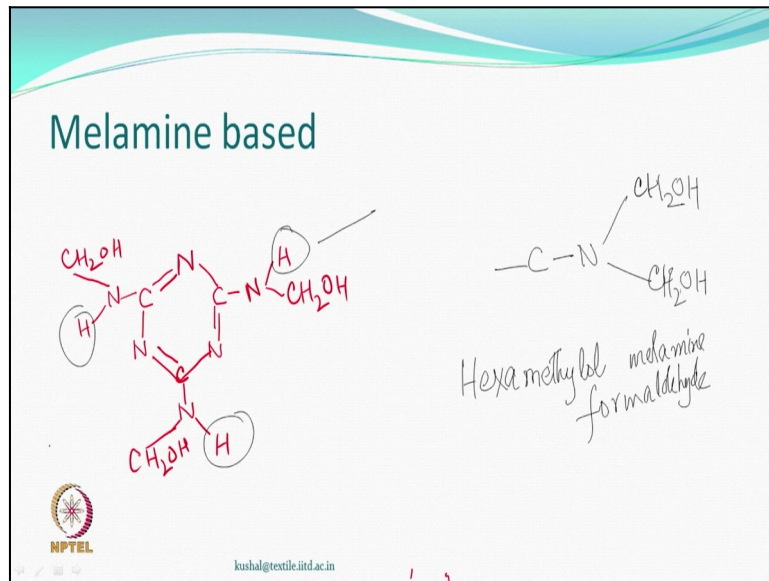 Melamine based
CH2OH
N
H
N-C
C-N
CH2OH
H
N
N
C
N
CH2OH
H
CH2OH
-C-N
CH2OH
Hexamethylol melamine
formaldehyde
NPTEL
kushal@textile.iitd.ac.in